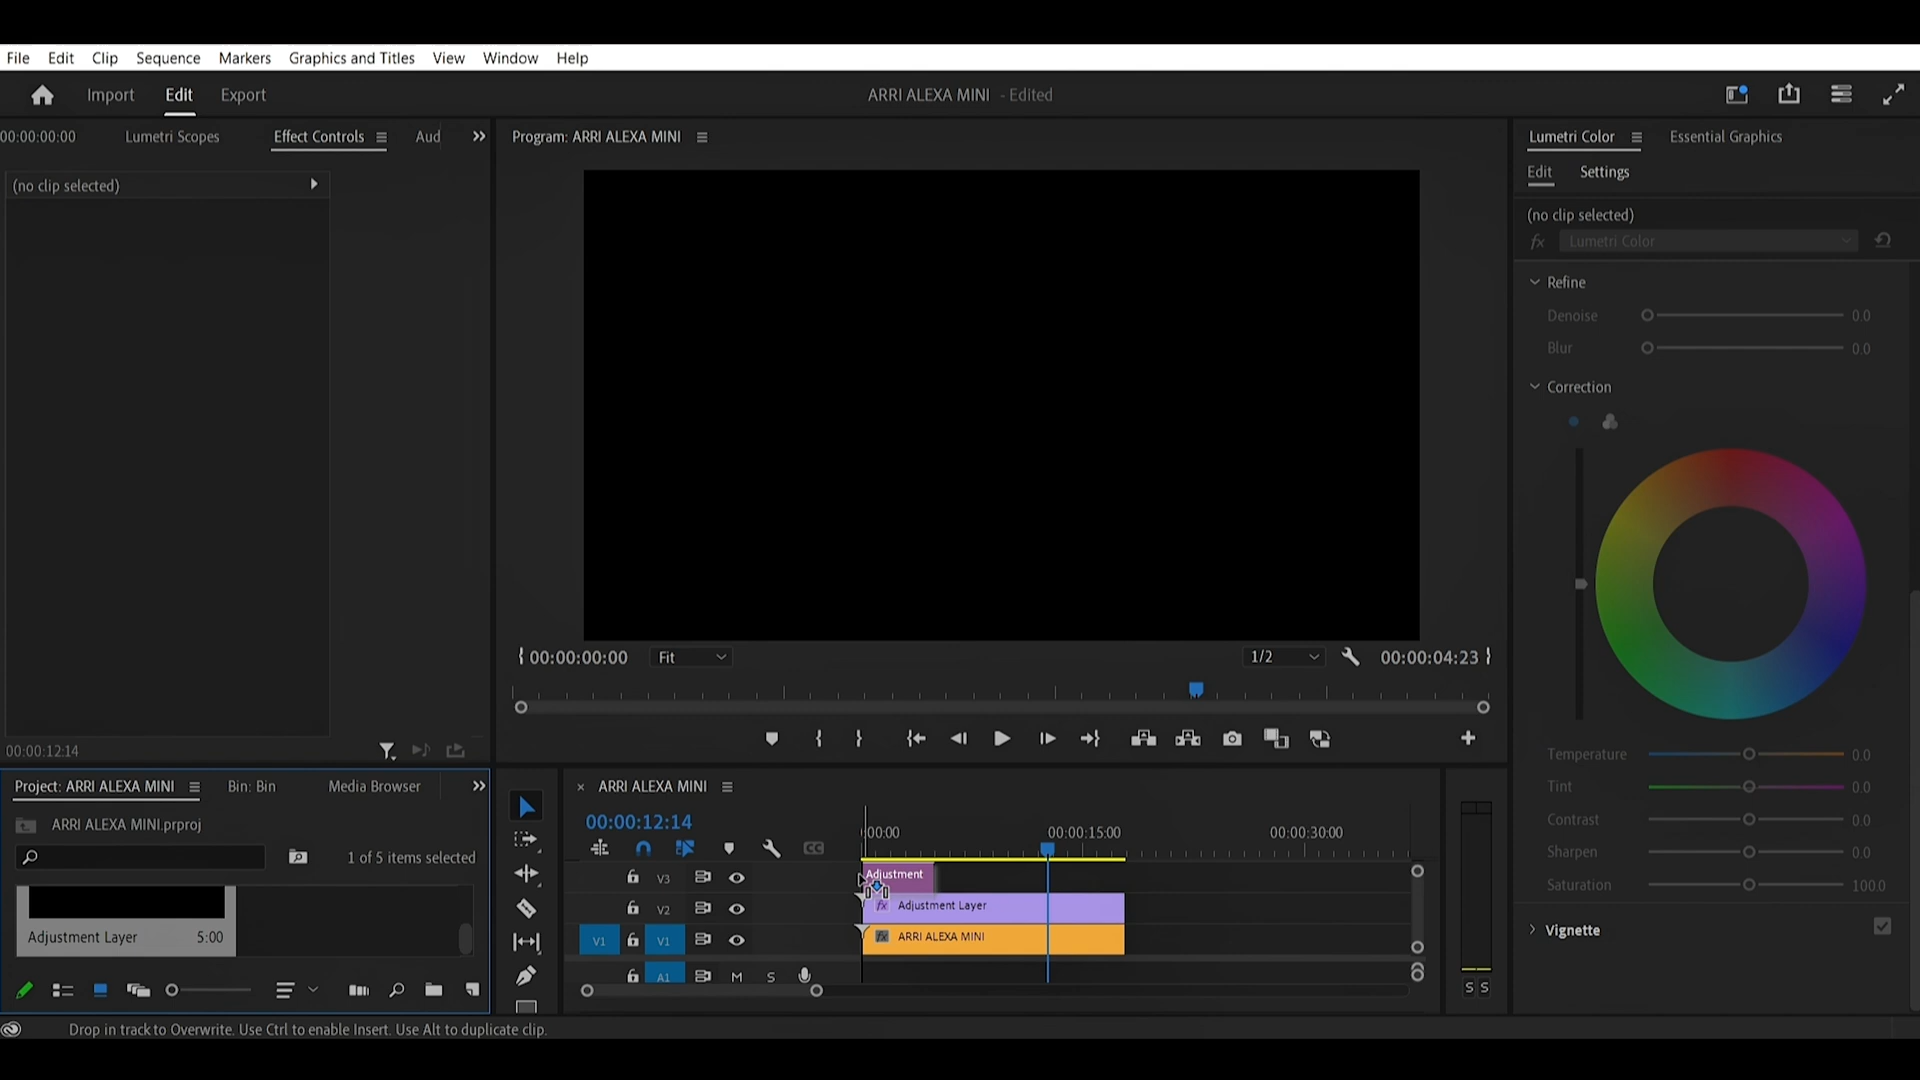 File Edit Clip Sequence Markers Graphics and Titles View Window Help
Import Edit Export ARRI ALEXA MINI - Edited
00:00:00:00 Lumetri Scopes Effect Controls Aud Program: ARRI ALEXA MINI Lumetri Color Essential Graphics
Edit Settings
(no clip selected)
(no clip selected)
fx Lumetri Color
Refine
Denoise 0.0
Blur 0.0
Correction
00:00:00:00 Fit 1/2 00:00:04:23
00:00:12:14
Temperature 0.0
Tint 0.0
Contrast 0.0
Sharpen 0.0
Saturation 100.0
Vignette
Project: ARRI ALEXA MINI Bin: Bin Media Browser
ARRI ALEXA MINI.prproj
1 of 5 items selected
Adjustment Layer 5:00
ARRI ALEXA MINI
00:00:12:14
:00:00 00:00:15:00 00:00:30:00
CC
V3 Adjustment
V2 fx Adjustment Layer
V1 V1 fx ARRI ALEXA MINI
A1 M S
S S
Drop in track to Overwrite. Use Ctrl to enable Insert. Use Alt to duplicate clip.